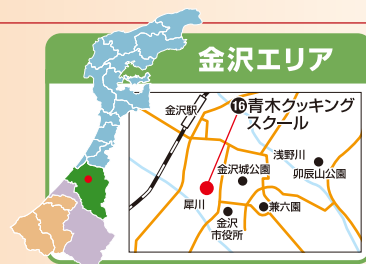 金沢エリア
⑯青木クッキング
スクール
金沢駅
浅野川
卯辰山公園
金沢城公園
犀川
兼六園
金沢
市役所